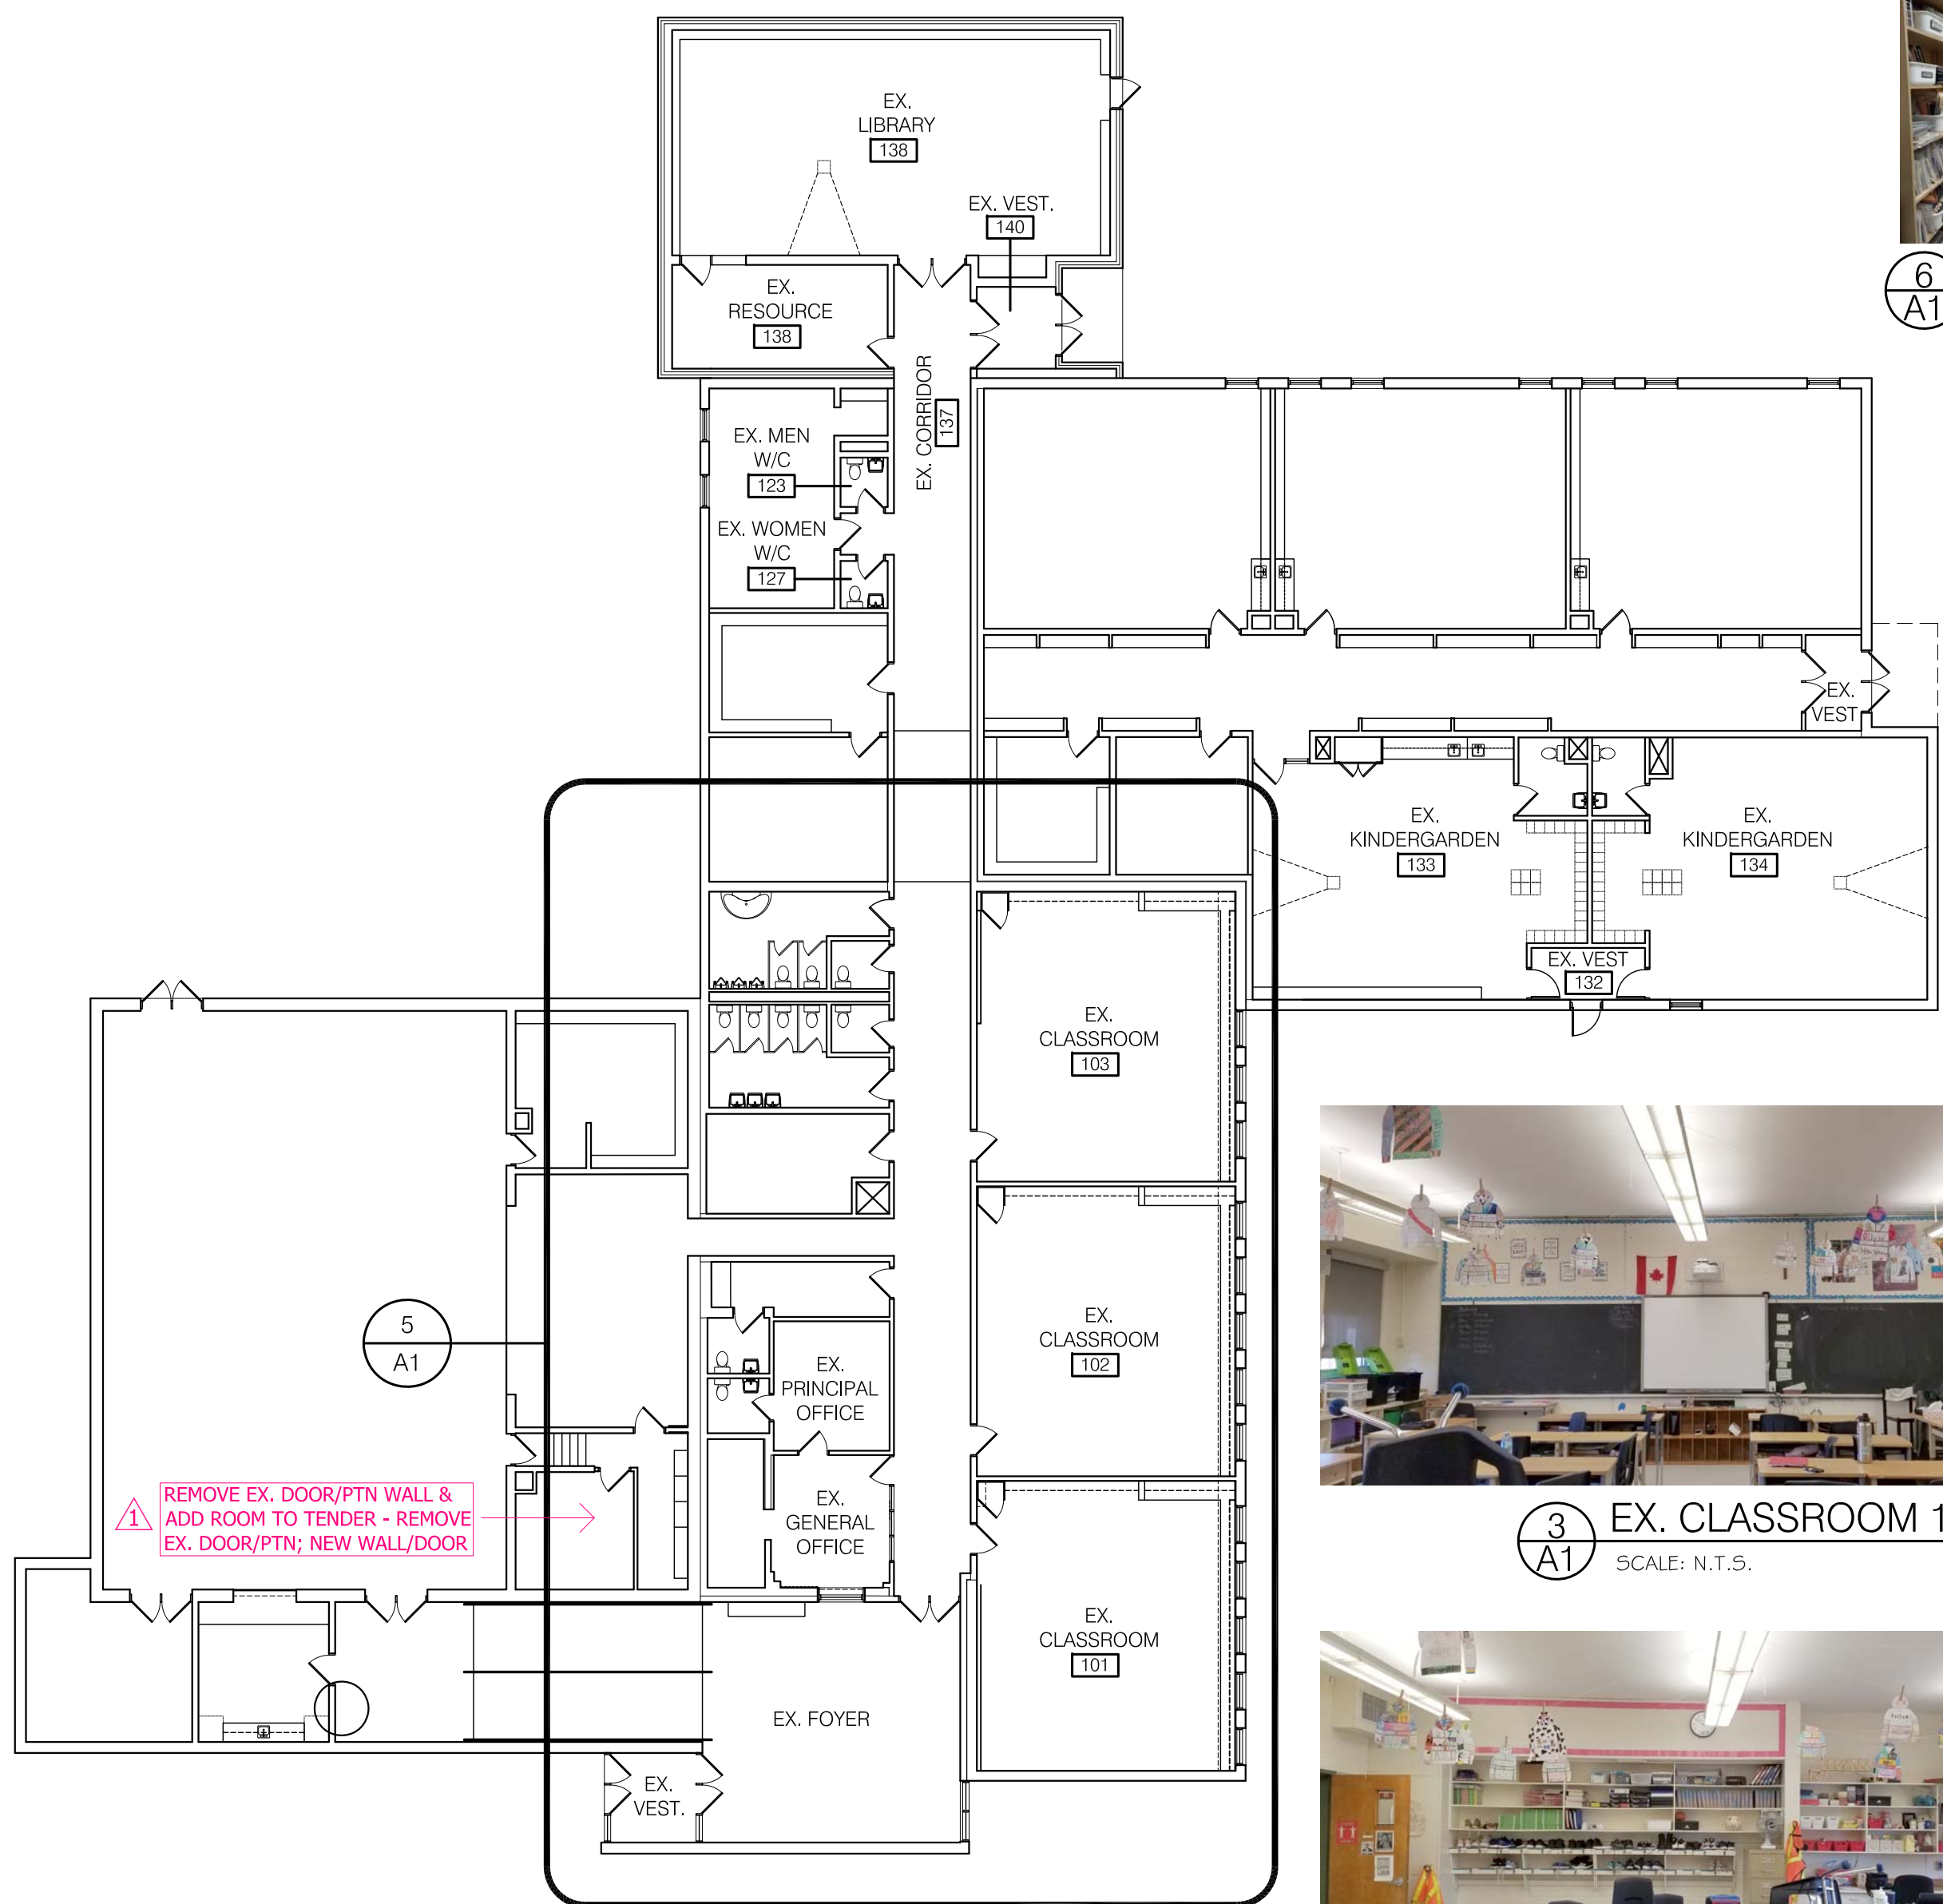 EX.
LIBRARY
138
EX. VEST.
140
EX.
RESOURCE
138
6
A1
EX. CORRIDOR
137
EX. MEN
W/C
123
EX. WOMEN
W/C
127
EX.
VEST
EX.
KINDERGARDEN
133
EX.
KINDERGARDEN
134
EX. VEST
132
EX.
CLASSROOM
103
5
A1
EX.
CLASSROOM
102
EX.
PRINCIPAL
OFFICE
EX.
GENERAL
OFFICE
1
REMOVE EX. DOOR/PTN WALL &
ADD ROOM TO TENDER - REMOVE
EX. DOOR/PTN; NEW WALL/DOOR
3
A1
EX. CLASSROOM 1
SCALE: N.T.S.
EX.
CLASSROOM
101
EX. FOYER
EX.
VEST.